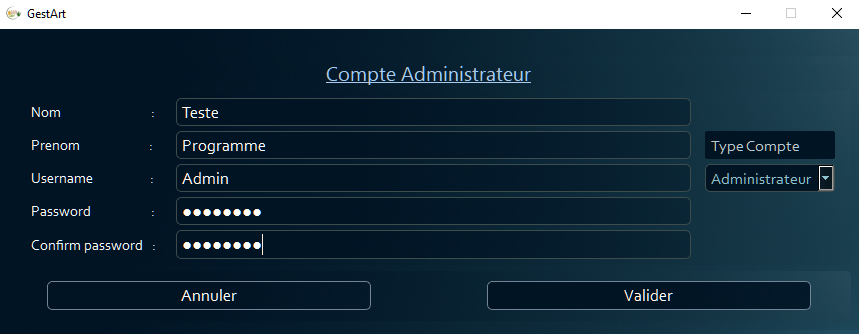 GestArt
Compte Administrateur
Nom : Teste
Prenom : Programme Type Compte
Username : Admin Administrateur
Password : ●●●●●●●●
Confirm password : ●●●●●●●●
Annuler Valider